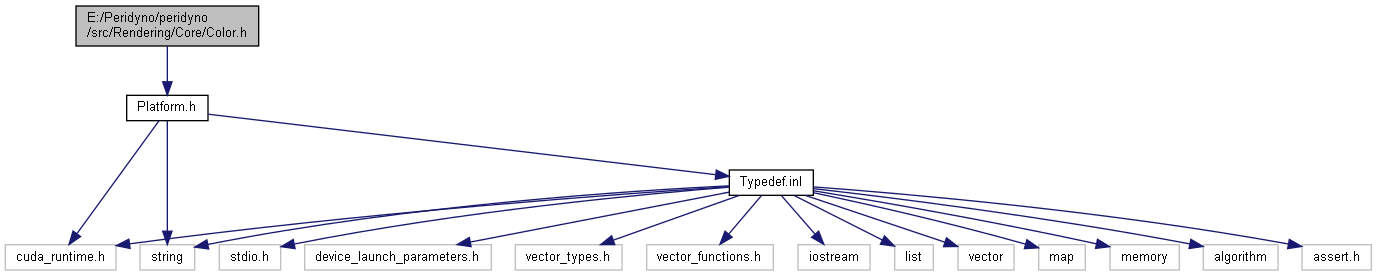 E:/Peridyno/peridyno
/src/Rendering/Core/Color.h
Platform.h
Typedef.inl
cuda_runtime.h
string
stdio.h
device_launch_parameters.h
vector_types.h
vector_functions.h
iostream
list
vector
map
memory
algorithm
assert.h